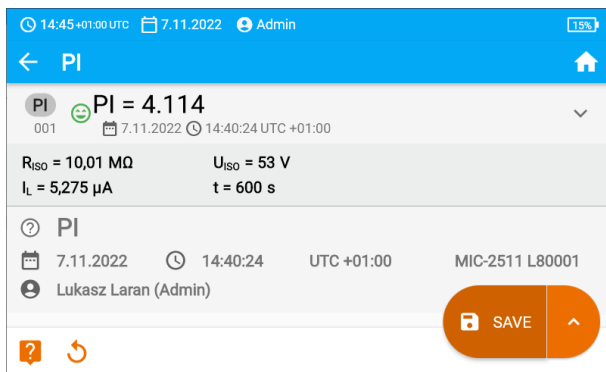 14:45 +01:00 UTC 7.11.2022 Admin 15%
PI
PI PI = 4.114
001 7.11.2022 14:40:24 UTC +01:00
RISO = 10,01 MΩ UISO = 53 V
IL = 5,275 µA t = 600 s
? PI
7.11.2022 14:40:24 UTC +01:00 MIC-2511 L80001
Lukasz Laran (Admin)
SAVE
?